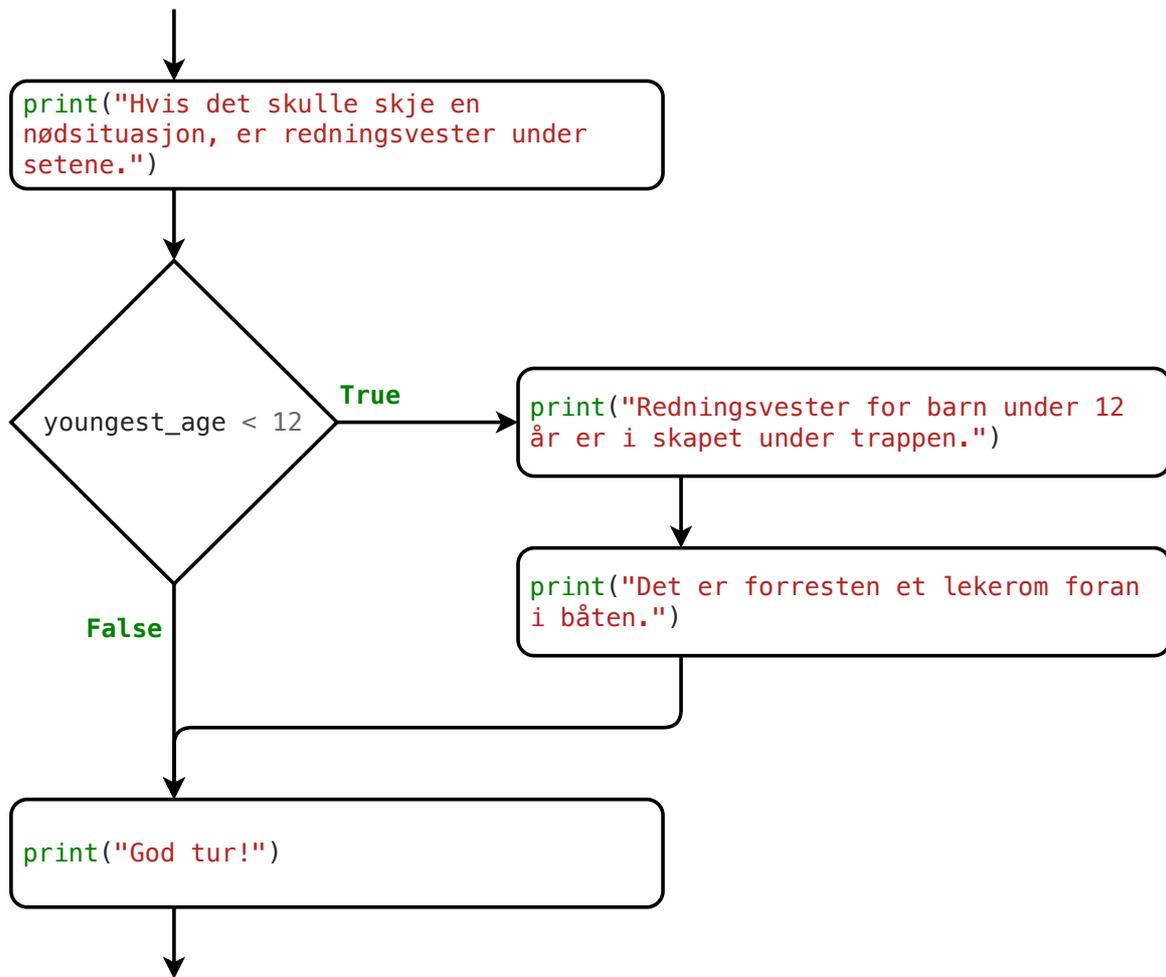 print("Hvis det skulle skje en
nødsituasjon, er redningsvester under
setene.")
youngest_age < 12
True
print("Redningsvester for barn under 12
år er i skapet under trappen.")
print("Det er forresten et lekerom foran
i båten.")
False
print("God tur!")